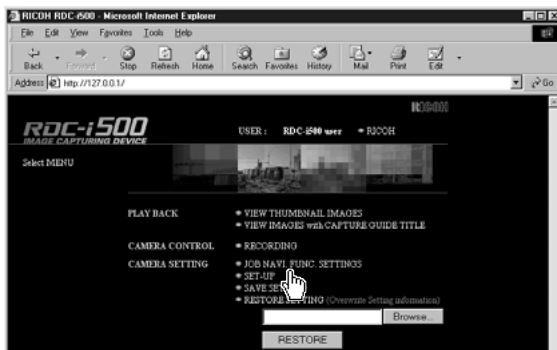 RICOH RDC-i500 - Microsoft Internet Explorer
File Edit View Favorites Tools Help
Back Forward Stop Refresh Home Search Favorites History Mail Print Edit
Address http://127.0.0.1/ Go
RICOH
RDC-i500
IMAGE CAPTURING DEVICE
USER : RDC-i500 user RICOH
Select MENU
PLAY BACK VIEW THUMBNAIL IMAGES
VIEW IMAGES with CAPTURE GUIDE TITLE
CAMERA CONTROL RECORDING
CAMERA SETTING JOB NAVI. FUNC. SETTINGS
SET-UP
SAVE
RESTORE SETTING (Overwrite Setting information)
Browse...
RESTORE